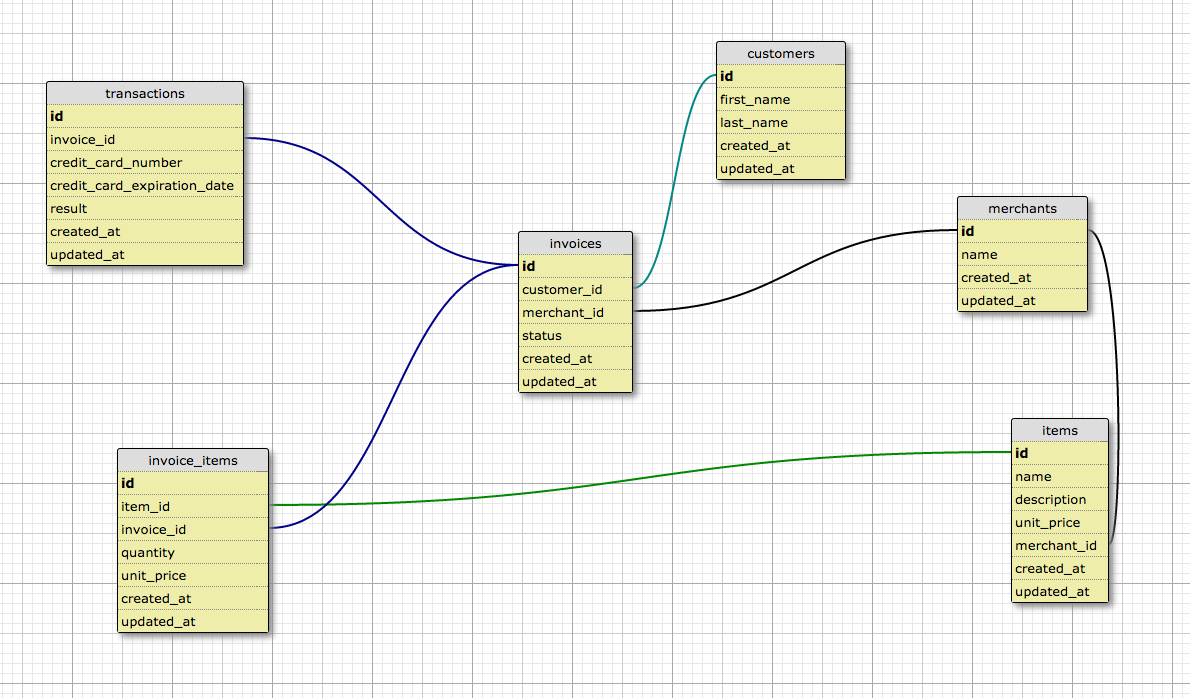 customers
id
first_name
last_name
created_at
updated_at
transactions
id
invoice_id
credit_card_number
credit_card_expiration_date
result
created_at
updated_at
merchants
id
name
created_at
updated_at
invoices
id
customer_id
merchant_id
status
created_at
updated_at
items
id
name
description
unit_price
merchant_id
created_at
updated_at
invoice_items
id
item_id
invoice_id
quantity
unit_price
created_at
updated_at